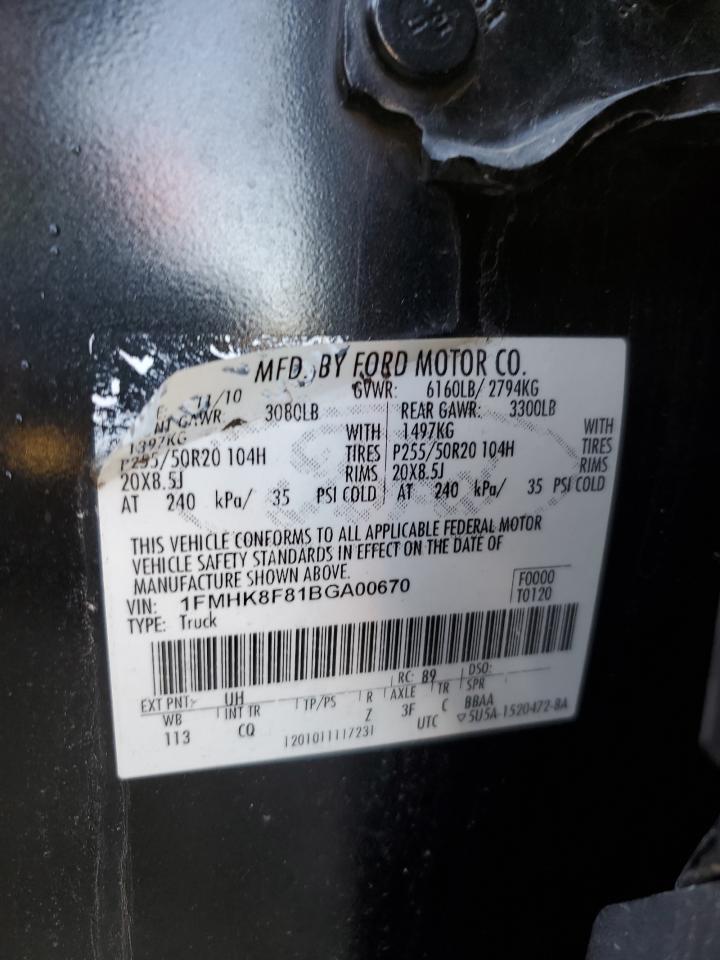 MFD. BY FORD MOTOR CO.
E: 11/10 GVWR: 6160LB/ 2794KG
NT GAWR: 3080LB REAR GAWR: 3300LB
1397KG WITH 1497KG WITH
P255/50R20 104H TIRES P255/50R20 104H TIRES
20X8.5J RIMS 20X8.5J RIMS
AT 240 kPa/ 35 PSI COLD AT 240 kPa/ 35 PSI COLD
THIS VEHICLE CONFORMS TO ALL APPLICABLE FEDERAL MOTOR
VEHICLE SAFETY STANDARDS IN EFFECT ON THE DATE OF
MANUFACTURE SHOWN ABOVE.
VIN: 1FMHK8F81BGA00670 F0000
TYPE: Truck T0120
EXT PNT: UH RC: 89 DSO:
WB INT TR TP/PS R AXLE TR SPR
113 CQ Z 3F C BBAA
UTC ▽5U5A-1520472-BA